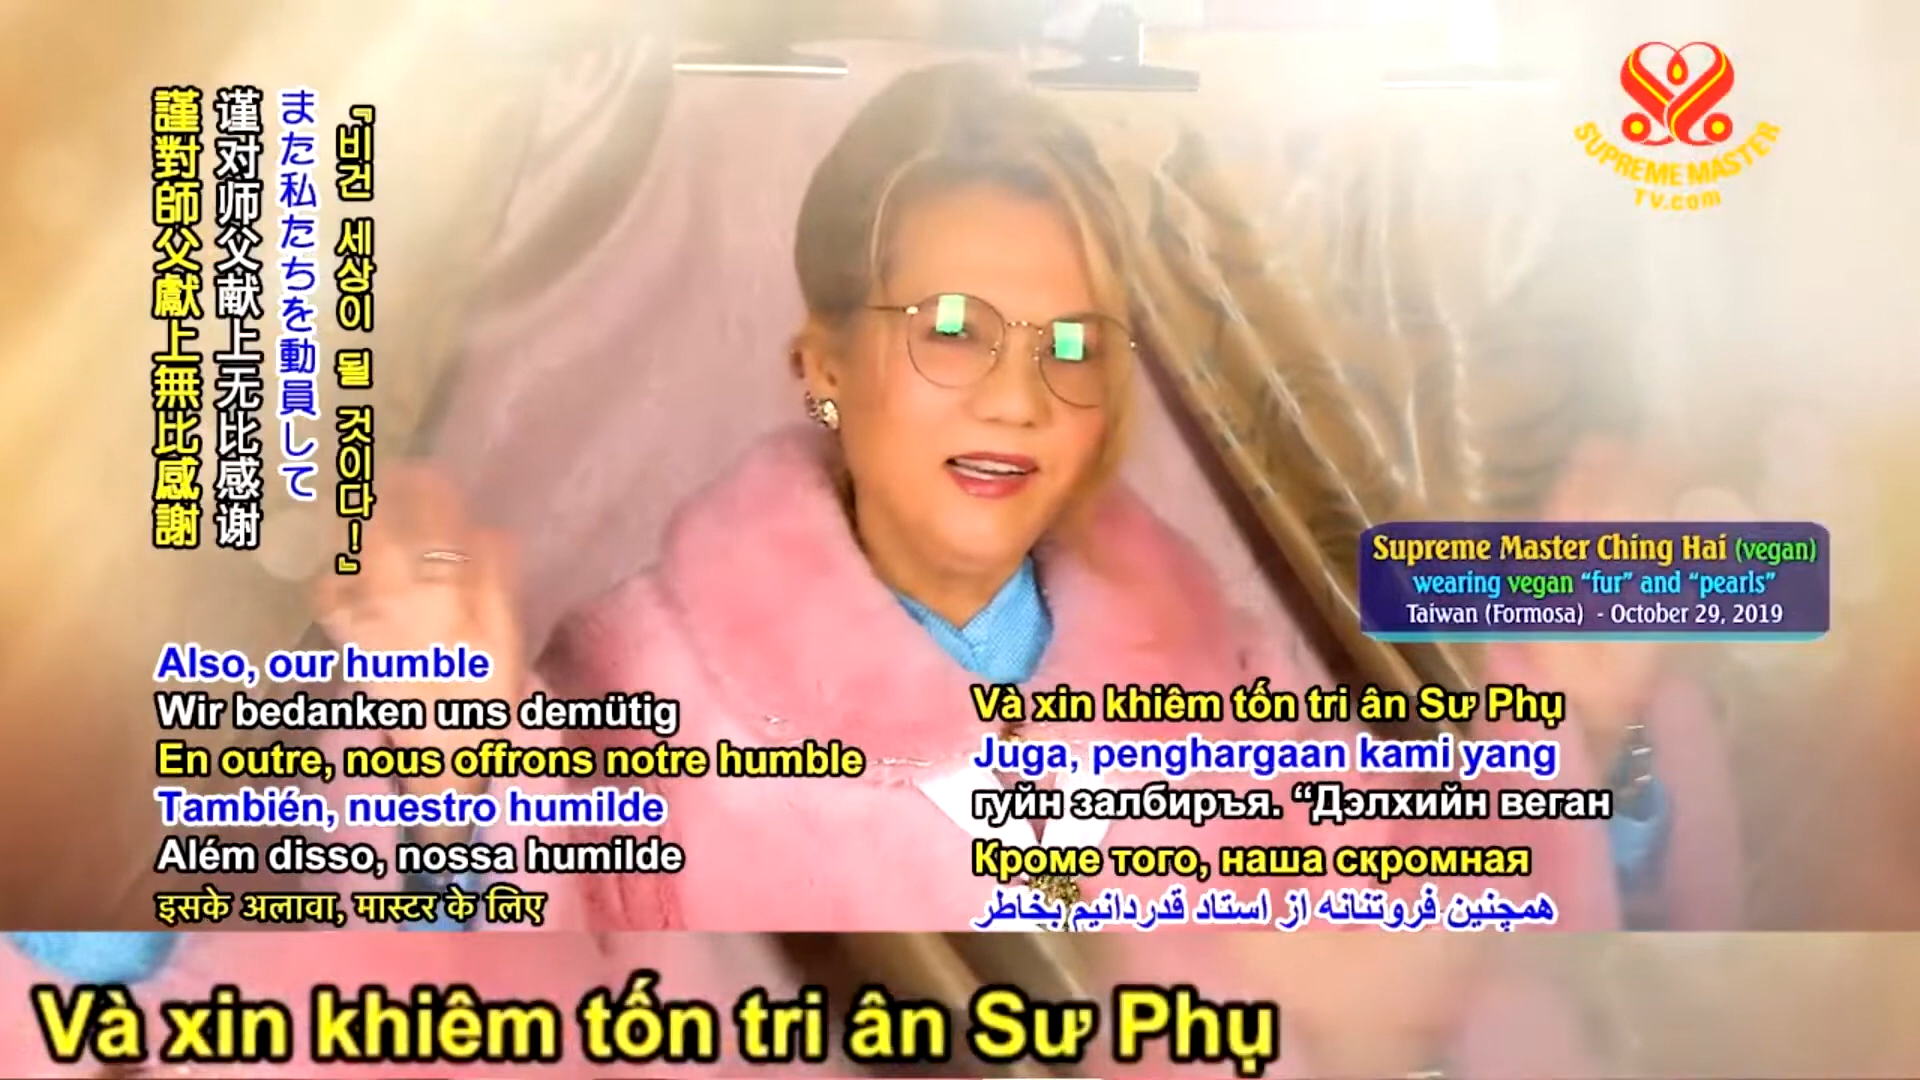 謹對師父獻上無比感謝
谨对师父献上无比感谢
また私たちを動員して
『비건 세상이 될 것이다!』
SUPREME MASTER
TV.com
Supreme Master Ching Hai (vegan)
wearing vegan “fur” and “pearls”
Taiwan (Formosa) - October 29, 2019
Also, our humble
Wir bedanken uns demütig
En outre, nous offrons notre humble
También, nuestro humilde
Além disso, nossa humilde
इसके अलावा, मास्टर के लिए
Và xin khiêm tốn tri ân Sư Phụ
Juga, penghargaan kami yang
гуйн залбиръя. “Дэлхийн веган
Кроме того, наша скромная
همچنین فروتنانه از استاد قدردانیم بخاطر
Và xin khiêm tốn tri ân Sư Phụ